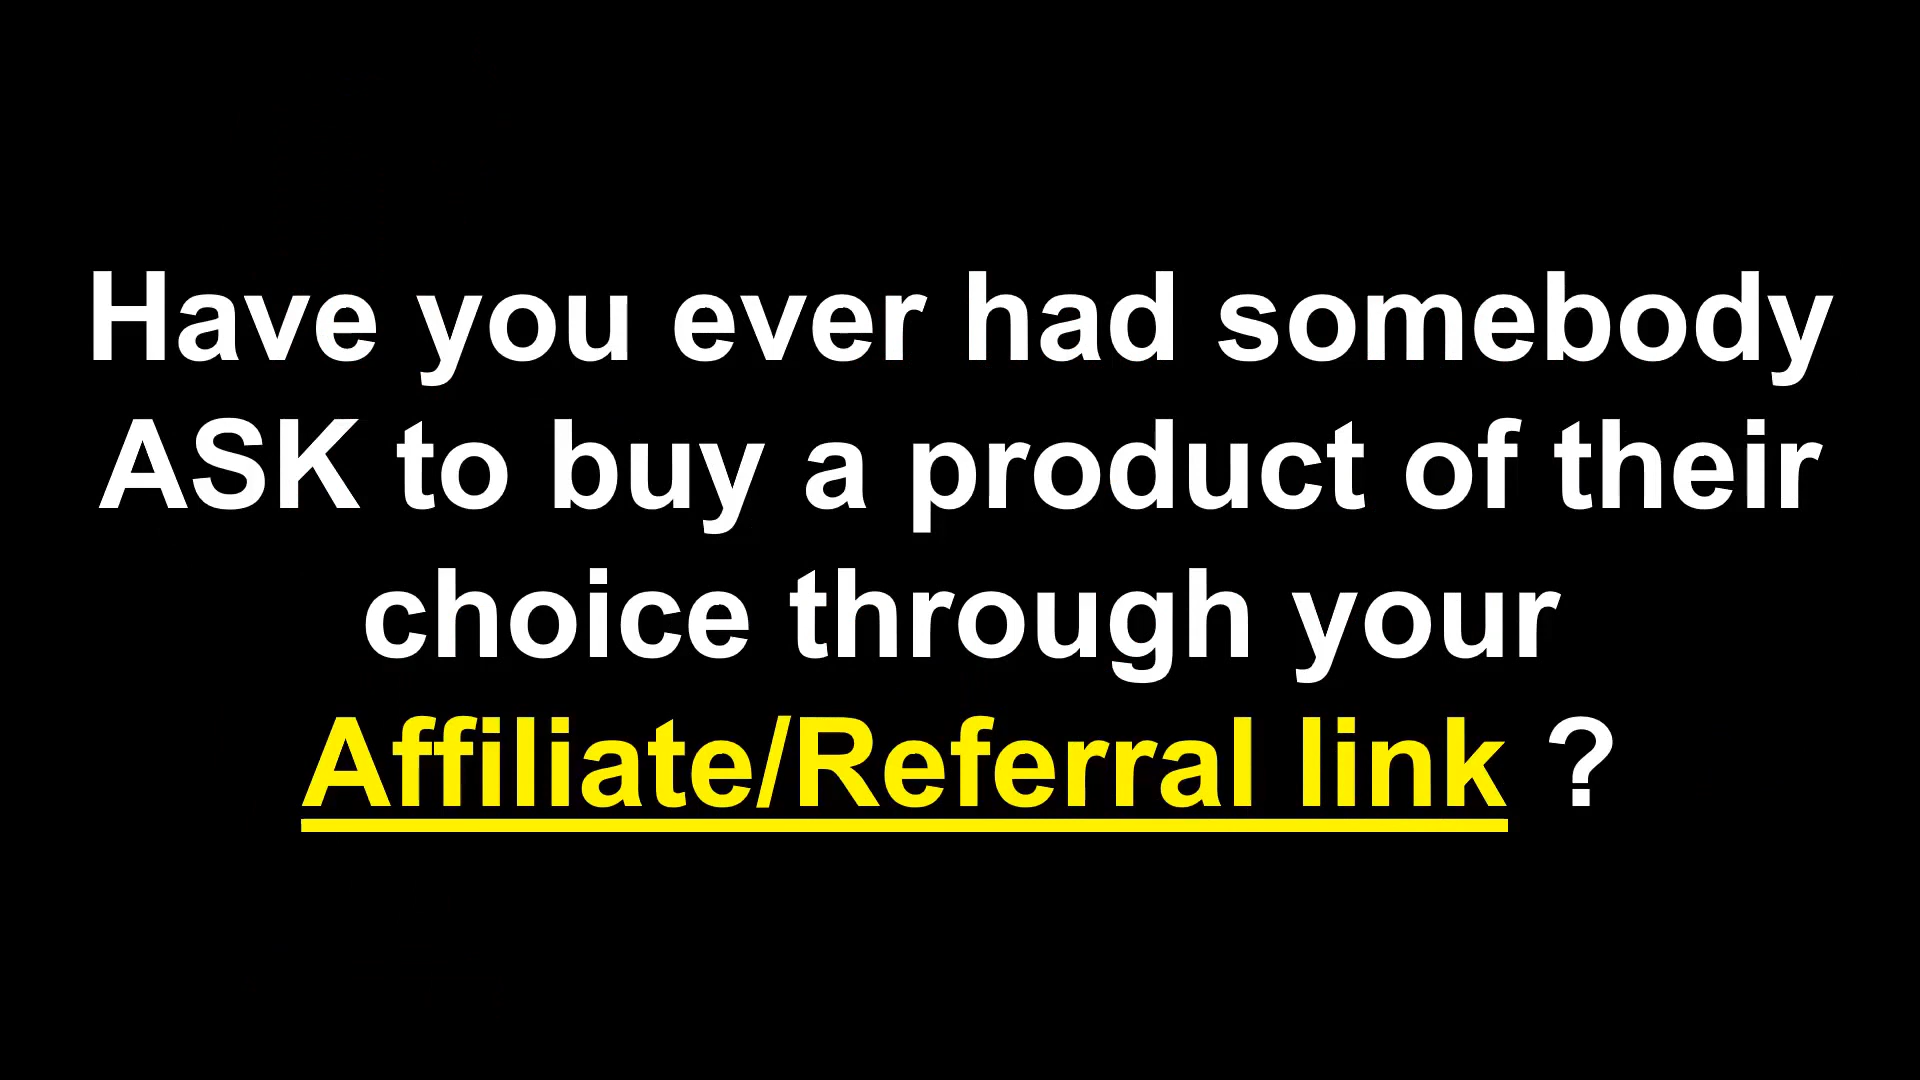 Have you ever had somebody
ASK to buy a product of their
choice through your
Affiliate/Referral link ?